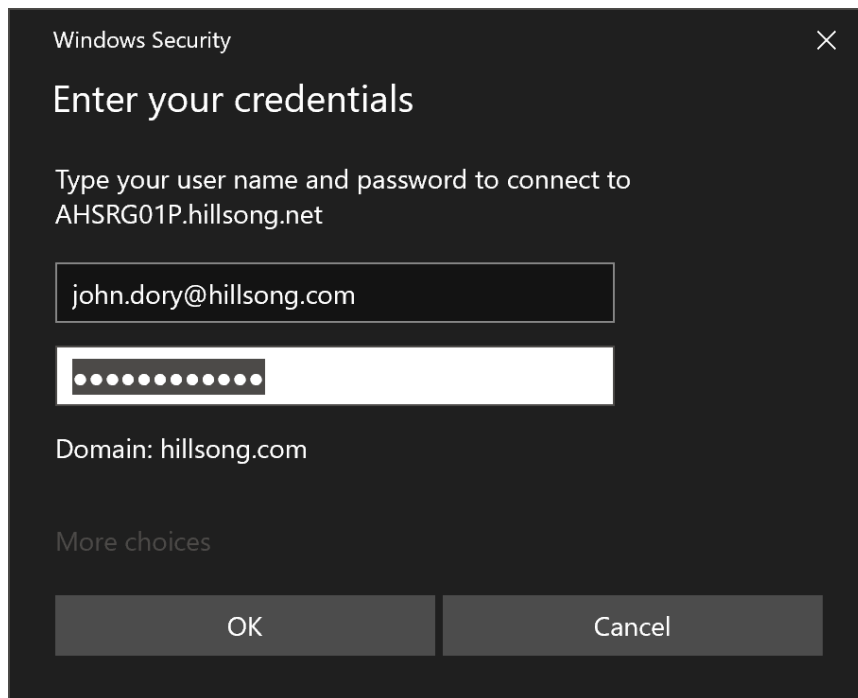 Windows Security
Enter your credentials
Type your user name and password to connect to
AHSRG01P.hillsong.net
john.dory@hillsong.com
●●●●●●●●●●●●
Domain: hillsong.com
More choices
OK
Cancel